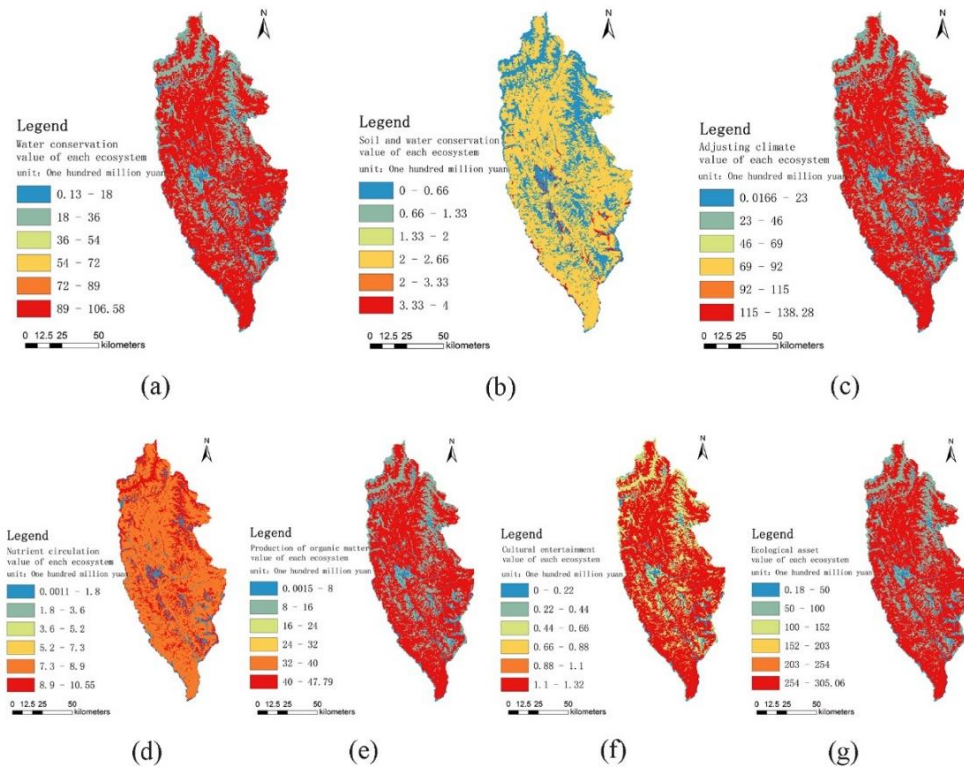 N
Legend
Water conservation
value of each ecosystem
unit: One hundred million yuan
0.13 - 18
18 - 36
36 - 54
54 - 72
72 - 89
89 - 106.58
0 12.5 25 50
kilometers
(a)
N
Legend
Soil and water conservation
value of each ecosystem
unit: One hundred million yuan
0 - 0.66
0.66 - 1.33
1.33 - 2
2 - 2.66
2 - 3.33
3.33 - 4
0 12.5 25 50
kilometers
(b)
N
Legend
Adjusting climate
value of each ecosystem
unit: One hundred million yuan
0.0166 - 23
23 - 46
46 - 69
69 - 92
92 - 115
115 - 138.28
0 12.5 25 50
kilometers
(c)
N
Legend
Nutrient circulation
value of each ecosystem
unit: One hundred million yuan
0.0011 - 1.8
1.8 - 3.6
3.6 - 5.2
5.2 - 7.3
7.3 - 8.9
8.9 - 10.55
0 12.5 25 50
kilometers
(d)
N
Legend
Production of organic matter
value of each ecosystem
unit: One hundred million yuan
0.0015 - 8
8 - 16
16 - 24
24 - 32
32 - 40
40 - 47.79
0 12.5 25 50
kilometers
(e)
N
Legend
Cultural entertainment
value of each ecosystem
unit: One hundred million yuan
0 - 0.22
0.22 - 0.44
0.44 - 0.66
0.66 - 0.88
0.88 - 1.1
1.1 - 1.32
0 12.5 25 50
kilometers
(f)
N
Legend
Ecological asset
value of each ecosystem
unit: One hundred million yuan
0.18 - 50
50 - 100
100 - 152
152 - 203
203 - 254
254 - 305.06
0 12.5 25 50
kilometers
(g)